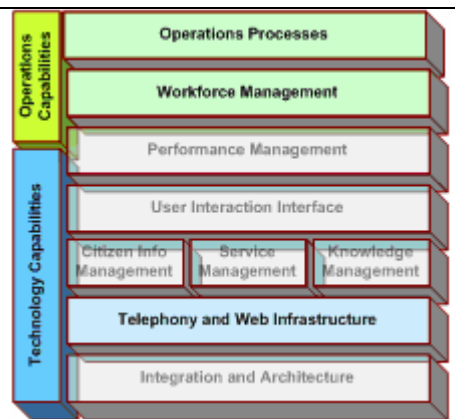 Operations
Capabilities
Operations Processes
Workforce Management
Performance Management
Technology Capabilities
User Interaction Interface
Citizen Info
Management
Service
Management
Knowledge
Management
Telephony and Web Infrastructure
Integration and Architecture